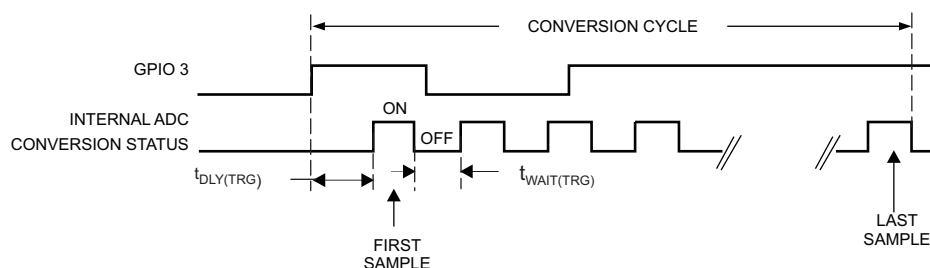 CONVERSION CYCLE
GPIO 3
INTERNAL ADC
CONVERSION STATUS
ON
OFF
tDLY(TRG)
tWAIT(TRG)
FIRST
SAMPLE
LAST
SAMPLE